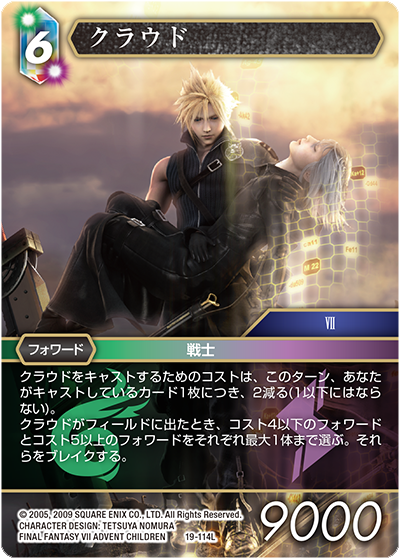 6
クラウド
VII
フォワード
戦士
クラウドをキャストするためのコストは、このターン、あなた
がキャストしているカード1枚につき、2減る(1以下にはなら
ない)。
クラウドがフィールドに出たとき、コスト4以下のフォワード
とコスト5以上のフォワードをそれぞれ最大1体まで選ぶ。それ
らをブレイクする。
© 2005, 2009 SQUARE ENIX CO., LTD. All Rights Reserved.
CHARACTER DESIGN: TETSUYA NOMURA
FINAL FANTASY VII ADVENT CHILDREN
19-114L
9000